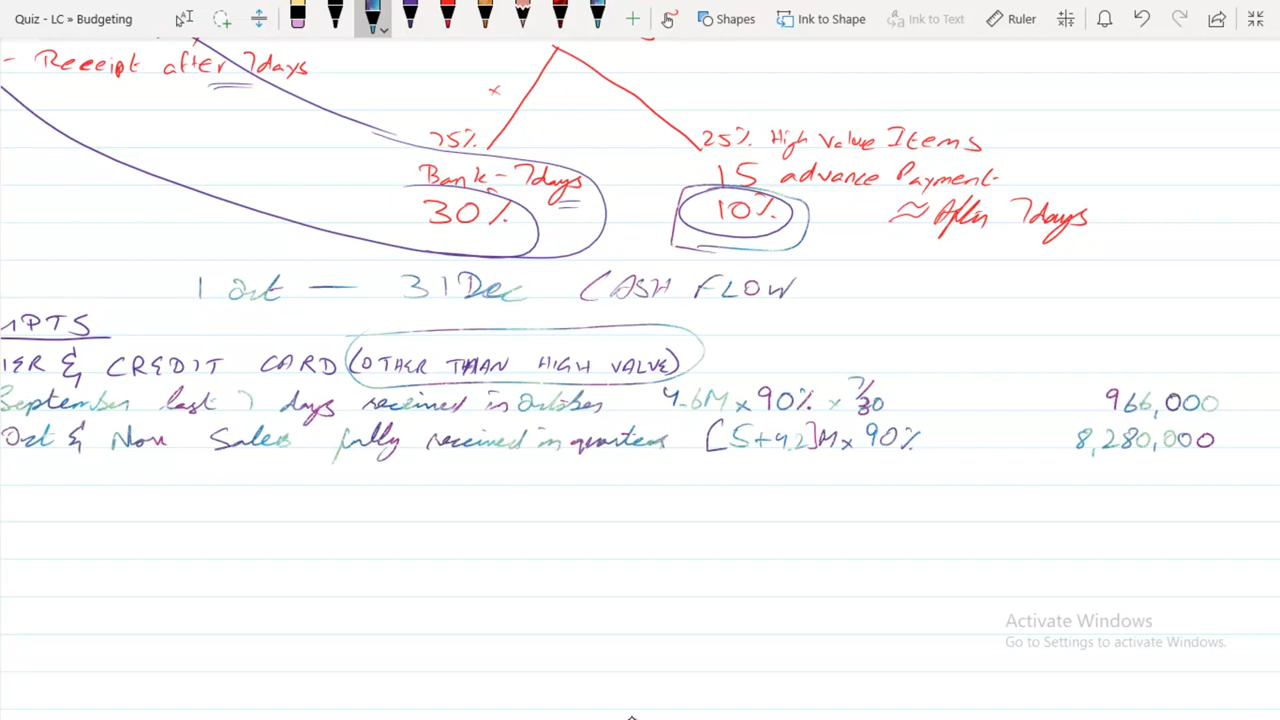 Quiz - LC » Budgeting
Shapes
Ink to Shape
Ink to Text
Ruler
- Receipt after 7days
75%
25% High Value Items
Bank - 7days
15 advance Payment-
30%
10%
≈ After 7days
1 Oct — 31 Dec CASH FLOW
IPTS
IER & CREDIT CARD (OTHER THAN HIGH VALUE)
September last 7 days received in October 4.6M x 90% x 7/30 966,000
Oct & Nov Sales fully received in quarters [5+4.2]M x 90% 8,280,000
Activate Windows
Go to Settings to activate Windows.